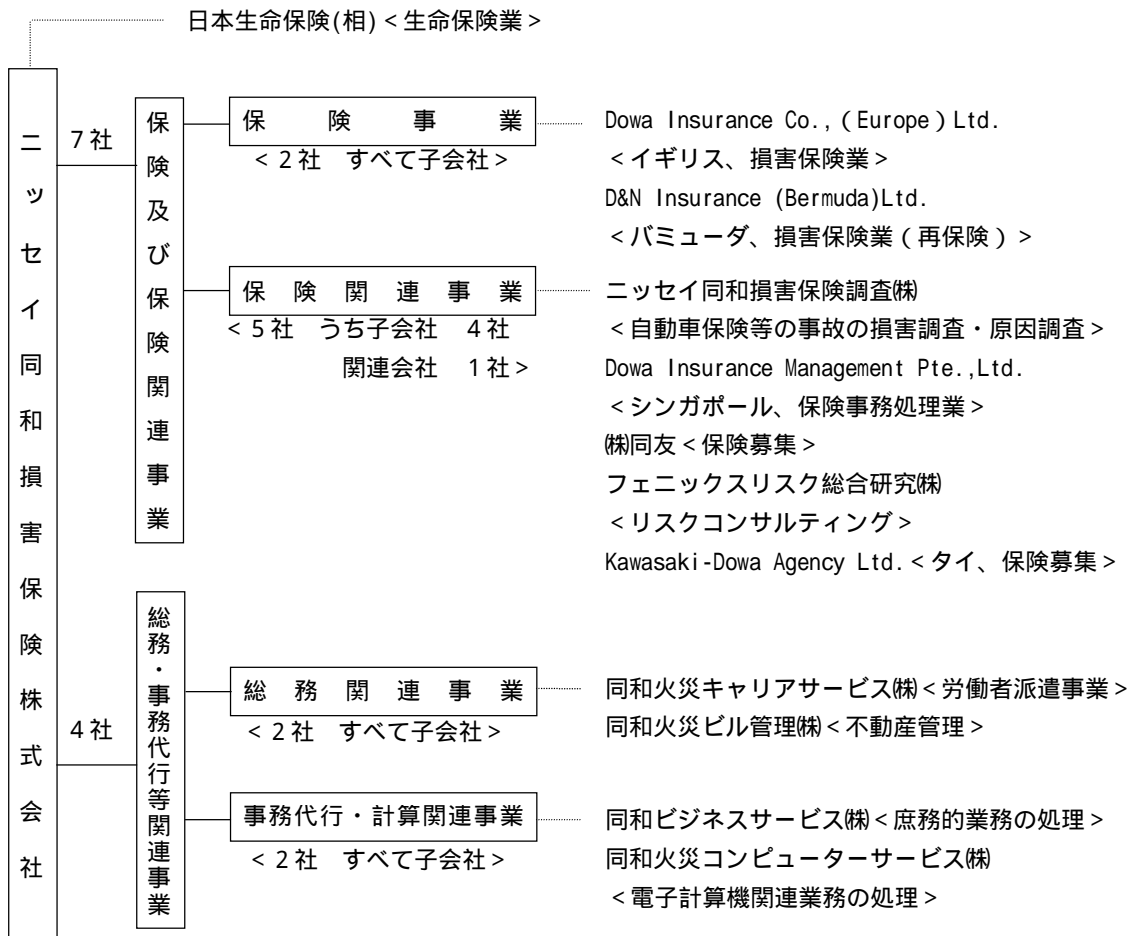 日本生命保険(相)<生命保険業>
ニッセイ同和損害保険株式会社
7社
保険及び保険関連事業
保険事業
<2社 すべて子会社>
Dowa Insurance Co.,(Europe)Ltd.
<イギリス、損害保険業>
D&N Insurance (Bermuda)Ltd.
<バミューダ、損害保険業(再保険)>
保険関連事業
<5社 うち子会社 4社
関連会社 1社>
ニッセイ同和損害保険調査㈱
<自動車保険等の事故の損害調査・原因調査>
Dowa Insurance Management Pte.,Ltd.
<シンガポール、保険事務処理業>
㈱同友<保険募集>
フェニックスリスク総合研究㈱
<リスクコンサルティング>
Kawasaki-Dowa Agency Ltd.<タイ、保険募集>
4社
総務・事務代行等関連事業
総務関連事業
<2社 すべて子会社>
同和火災キャリアサービス㈱<労働者派遣事業>
同和火災ビル管理㈱<不動産管理>
事務代行・計算関連事業
<2社 すべて子会社>
同和ビジネスサービス㈱<庶務的業務の処理>
同和火災コンピューターサービス㈱
<電子計算機関連業務の処理>